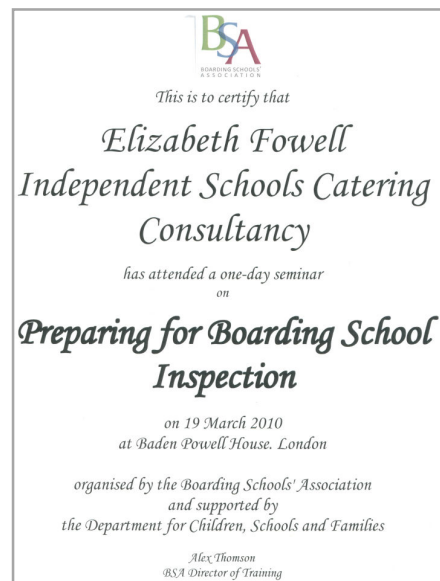 BSA
BOARDING SCHOOLS'
ASSOCIATION
This is to certify that
Elizabeth Fowell
Independent Schools Catering
Consultancy
has attended a one-day seminar
on
Preparing for Boarding School
Inspection
on 19 March 2010
at Baden Powell House. London
organised by the Boarding Schools' Association
and supported by
the Department for Children, Schools and Families
Alex Thomson
BSA Director of Training